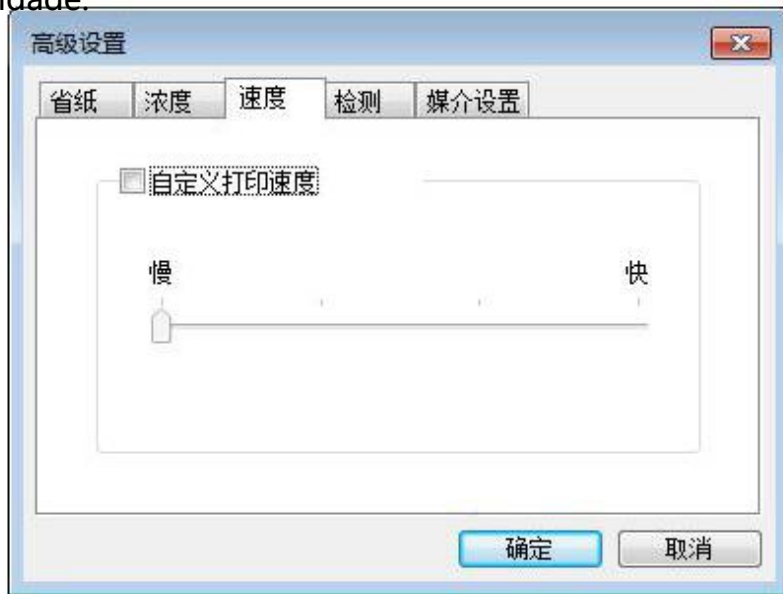 idade.
高级设置
省纸 浓度 速度 检测 媒介设置
自定义打印速度
慢 快
确定 取消